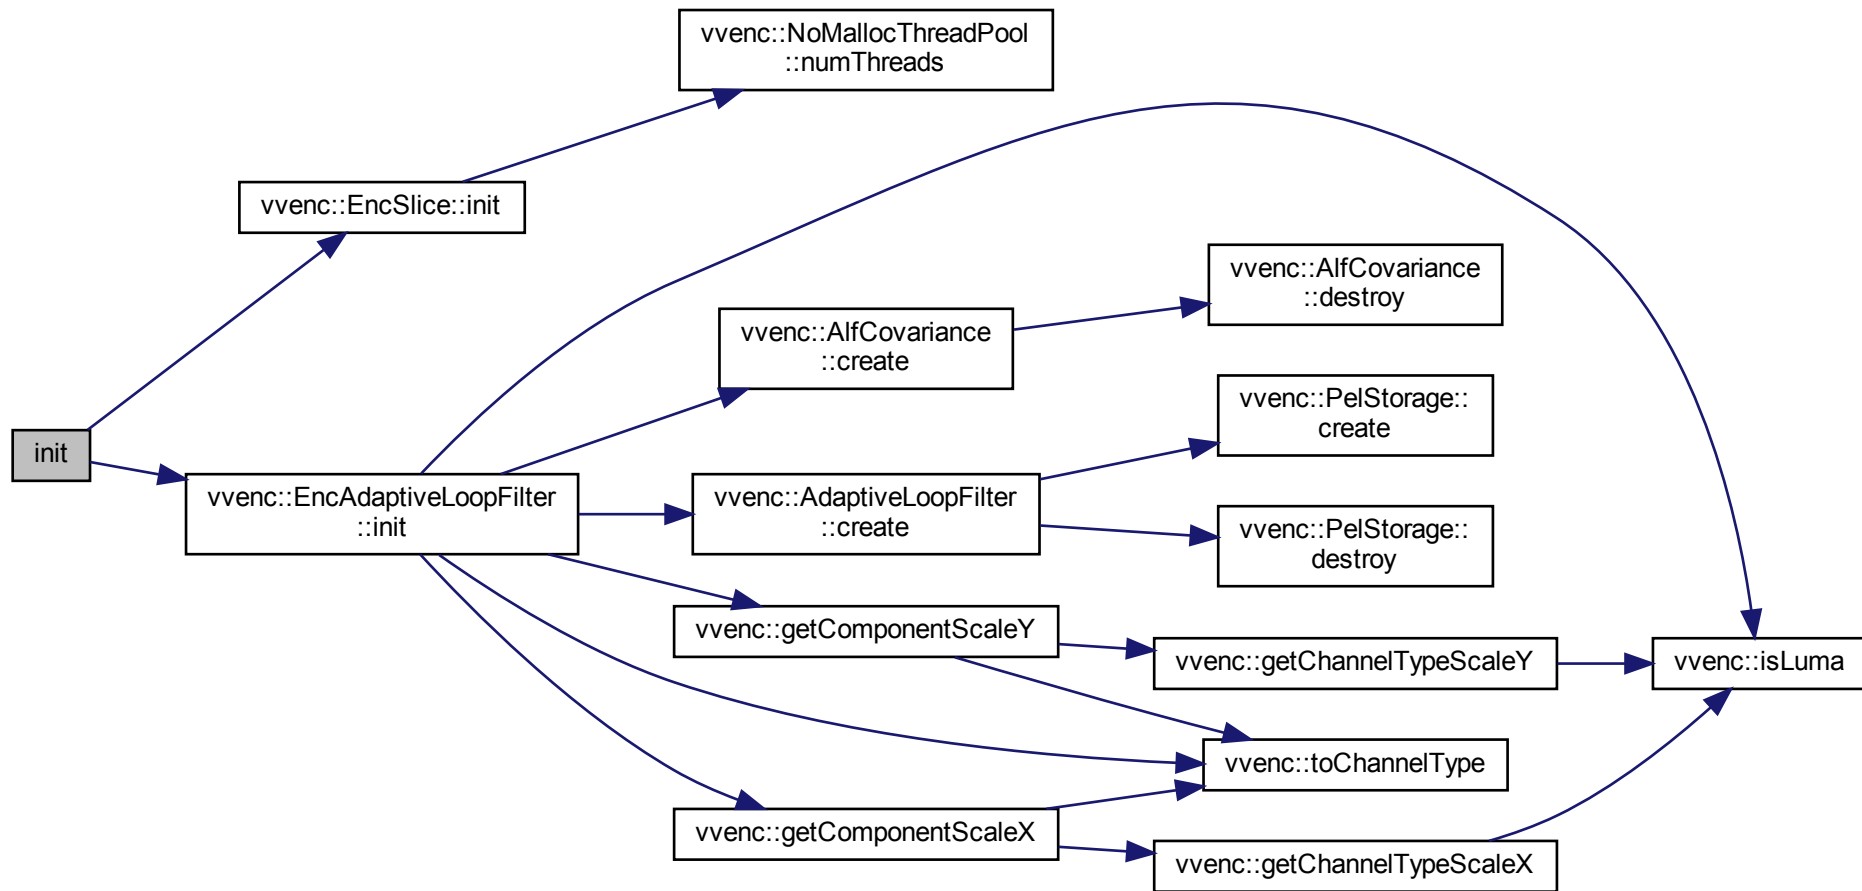 vvenc::NoMallocThreadPool
::numThreads
vvenc::EncSlice::init
vvenc::AlfCovariance
::destroy
vvenc::AlfCovariance
::create
vvenc::PelStorage::
create
init
vvenc::EncAdaptiveLoopFilter
::init
vvenc::AdaptiveLoopFilter
::create
vvenc::PelStorage::
destroy
vvenc::getComponentScaleY
vvenc::getChannelTypeScaleY
vvenc::isLuma
vvenc::toChannelType
vvenc::getComponentScaleX
vvenc::getChannelTypeScaleX